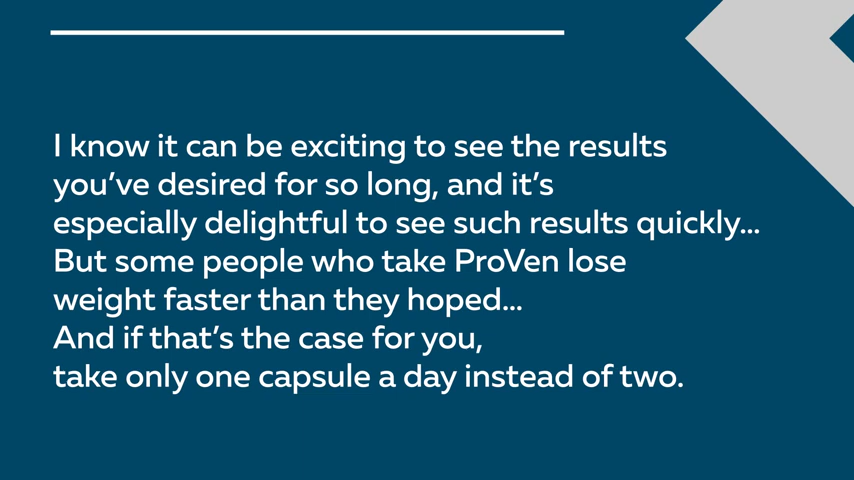 I know it can be exciting to see the results
you’ve desired for so long, and it’s
especially delightful to see such results quickly...
But some people who take ProVen lose
weight faster than they hoped...
And if that’s the case for you,
take only one capsule a day instead of two.